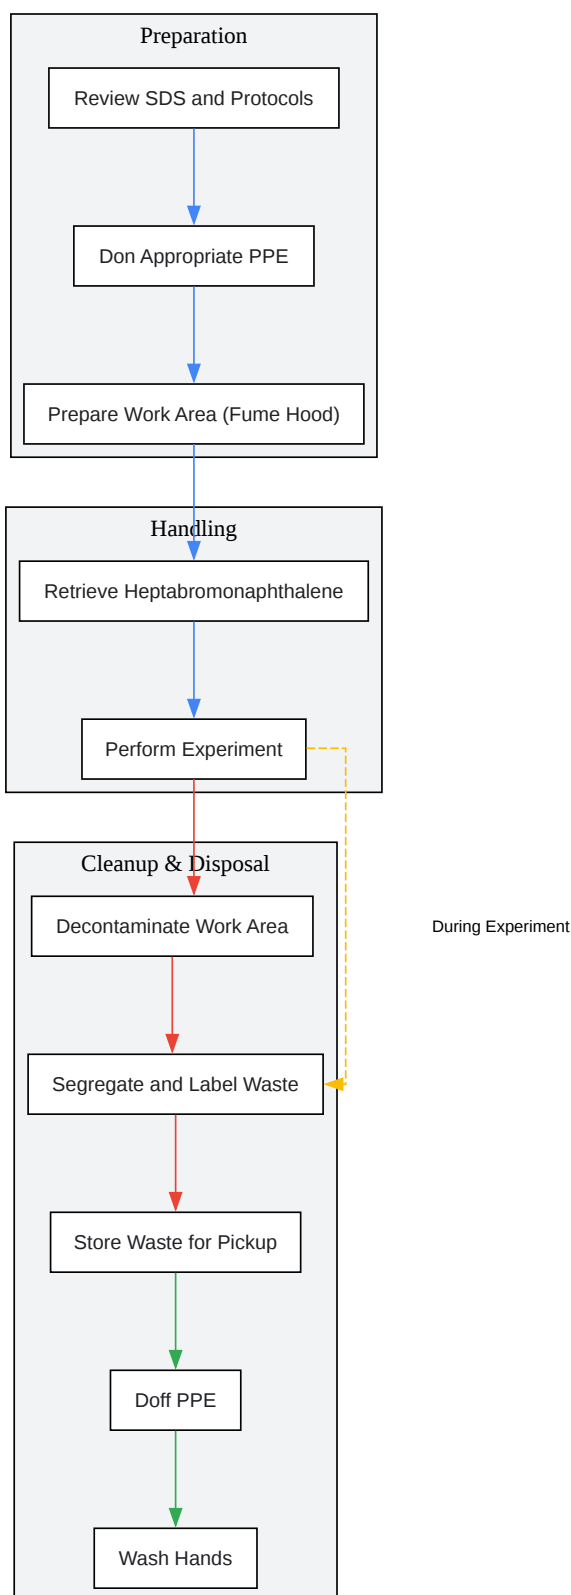 Preparation
Review SDS and Protocols
Don Appropriate PPE
Prepare Work Area (Fume Hood)
Handling
Retrieve Heptabromonaphthalene
Perform Experiment
Cleanup & Disposal
Decontaminate Work Area
During Experiment
Segregate and Label Waste
Store Waste for Pickup
Doff PPE
Wash Hands